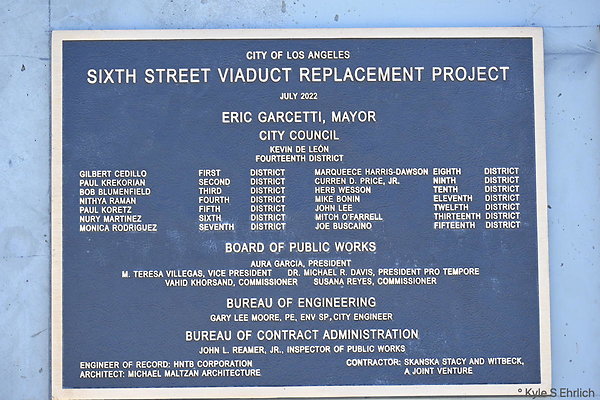 CITY OF LOS ANGELES
SIXTH STREET VIADUCT REPLACEMENT PROJECT
JULY 2022
ERIC GARCETTI, MAYOR
CITY COUNCIL
KEVIN DE LEÓN
FOURTEENTH DISTRICT
GILBERT CEDILLO FIRST DISTRICT MARQUEECE HARRIS-DAWSON EIGHTH DISTRICT
PAUL KREKORIAN SECOND DISTRICT CURREN D. PRICE, JR. NINTH DISTRICT
BOB BLUMENFIELD THIRD DISTRICT HERB WESSON TENTH DISTRICT
NITHYA RAMAN FOURTH DISTRICT MIKE BONIN ELEVENTH DISTRICT
PAUL KORETZ FIFTH DISTRICT JOHN LEE TWELFTH DISTRICT
NURY MARTINEZ SIXTH DISTRICT MITCH O'FARRELL THIRTEENTH DISTRICT
MONICA RODRIGUEZ SEVENTH DISTRICT JOE BUSCAINO FIFTEENTH DISTRICT
BOARD OF PUBLIC WORKS
AURA GARCIA, PRESIDENT
M. TERESA VILLEGAS, VICE PRESIDENT DR. MICHAEL R. DAVIS, PRESIDENT PRO TEMPORE
VAHID KHORSAND, COMMISSIONER SUSANA REYES, COMMISSIONER
BUREAU OF ENGINEERING
GARY LEE MOORE, PE, ENV SP, CITY ENGINEER
BUREAU OF CONTRACT ADMINISTRATION
JOHN L. REAMER, JR., INSPECTOR OF PUBLIC WORKS
ENGINEER OF RECORD: HNTB CORPORATION CONTRACTOR: SKANSKA STACY AND WITBECK,
ARCHITECT: MICHAEL MALTZAN ARCHITECTURE A JOINT VENTURE
° Kyle S Ehrlich